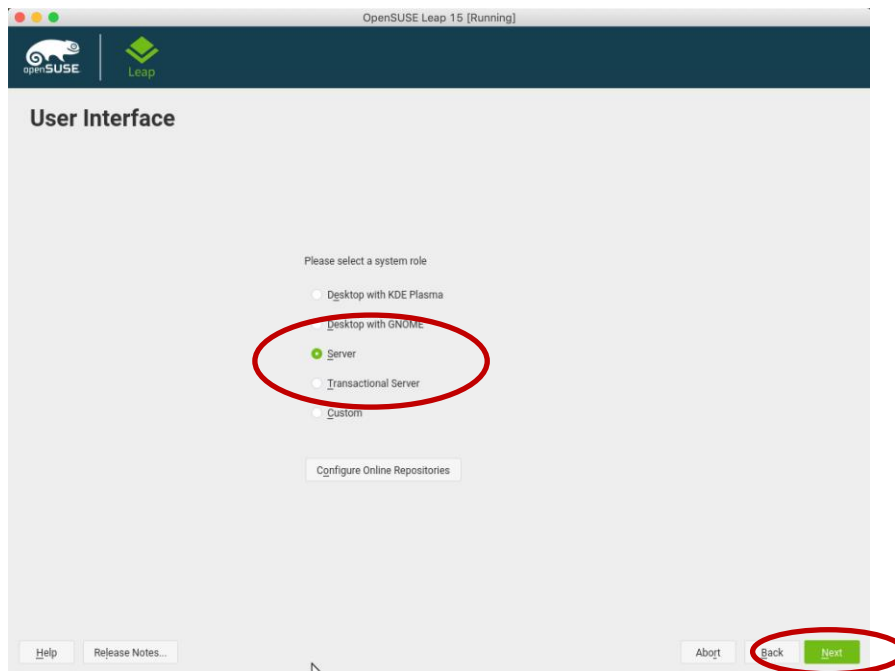 OpenSUSE Leap 15 [Running]
openSUSE
Leap
User Interface
Please select a system role
Desktop with KDE Plasma
Desktop with GNOME
Server
Transactional Server
Custom
Configure Online Repositories
Help
Release Notes...
Abort
Back
Next